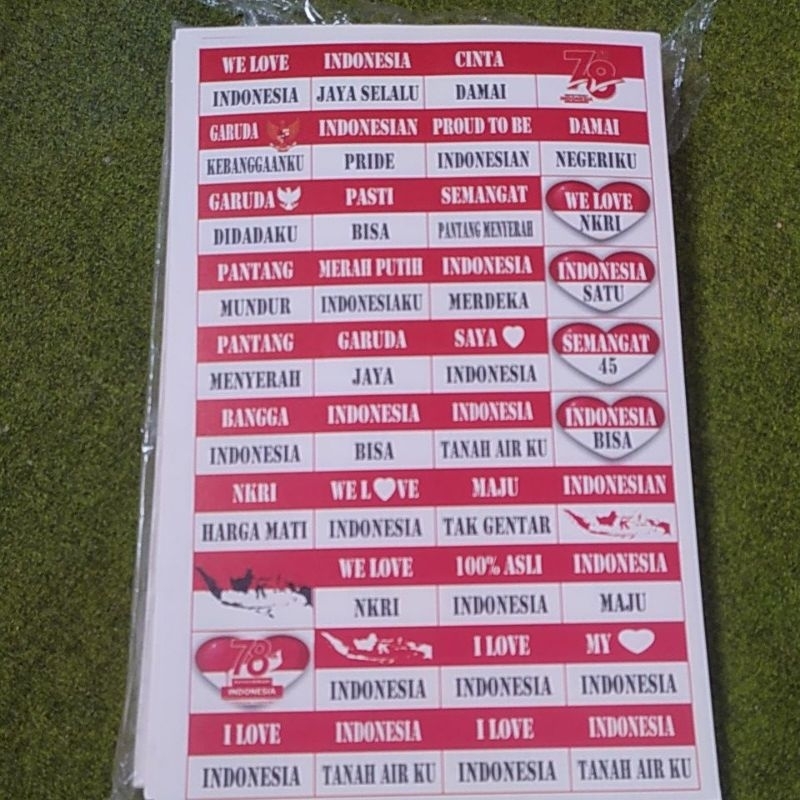 WE LOVE INDONESIA CINTA 78
INDONESIA JAYA SELALU DAMAI
GARUDA INDONESIAN PROUD TO BE DAMAI
KEBANGGAANKU PRIDE INDONESIAN NEGERIKU
GARUDA PASTI SEMANGAT WE LOVE
DIDADAKU BISA PANTANG MENYERAH NKRI
PANTANG MERAH PUTIH INDONESIA INDONESIA
MUNDUR INDONESIAKU MERDEKA SATU
PANTANG GARUDA SAYA SEMANGAT
MENYERAH JAYA INDONESIA 45
BANGGA INDONESIA INDONESIA INDONESIA
INDONESIA BISA TANAH AIR KU BISA
NKRI WE L❤VE MAJU INDONESIAN
HARGA MATI INDONESIA TAK GENTAR
WE LOVE 100% ASLI INDONESIA
NKRI INDONESIA MAJU
78 I LOVE MY
INDONESIA INDONESIA INDONESIA INDONESIA
I LOVE INDONESIA I LOVE INDONESIA
INDONESIA TANAH AIR KU INDONESIA TANAH AIR KU